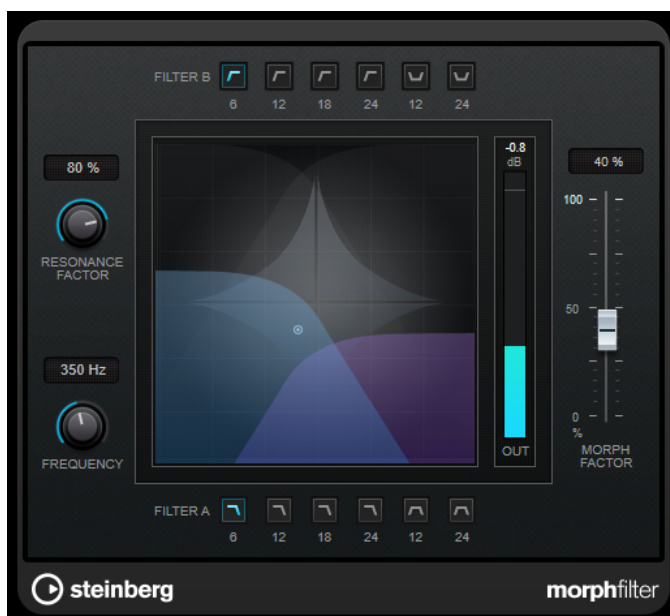 FILTER B
6 12 18 24 12 24
80 %
RESONANCE
FACTOR
350 Hz
FREQUENCY
-0.8
dB
OUT
40 %
100
50
0
%
MORPH
FACTOR
FILTER A
6 12 18 24 12 24
steinberg
morphfilter